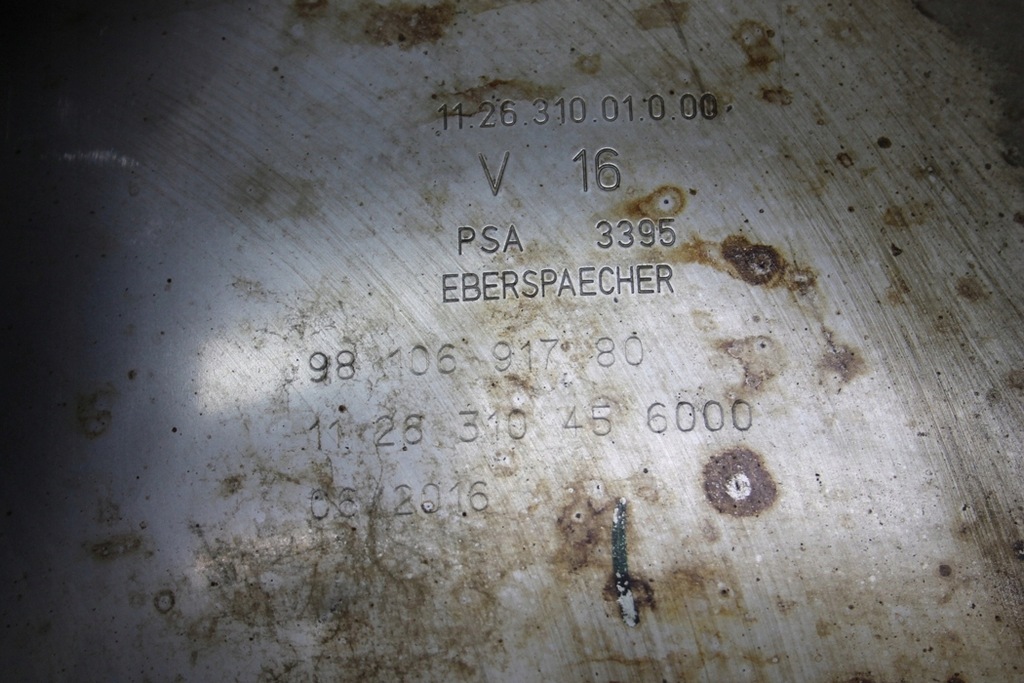 11.26.310.01.0.00
V 16
PSA 3395
EBERSPAECHER
98 106 917 80
11 26 310 45 6000
06/2016